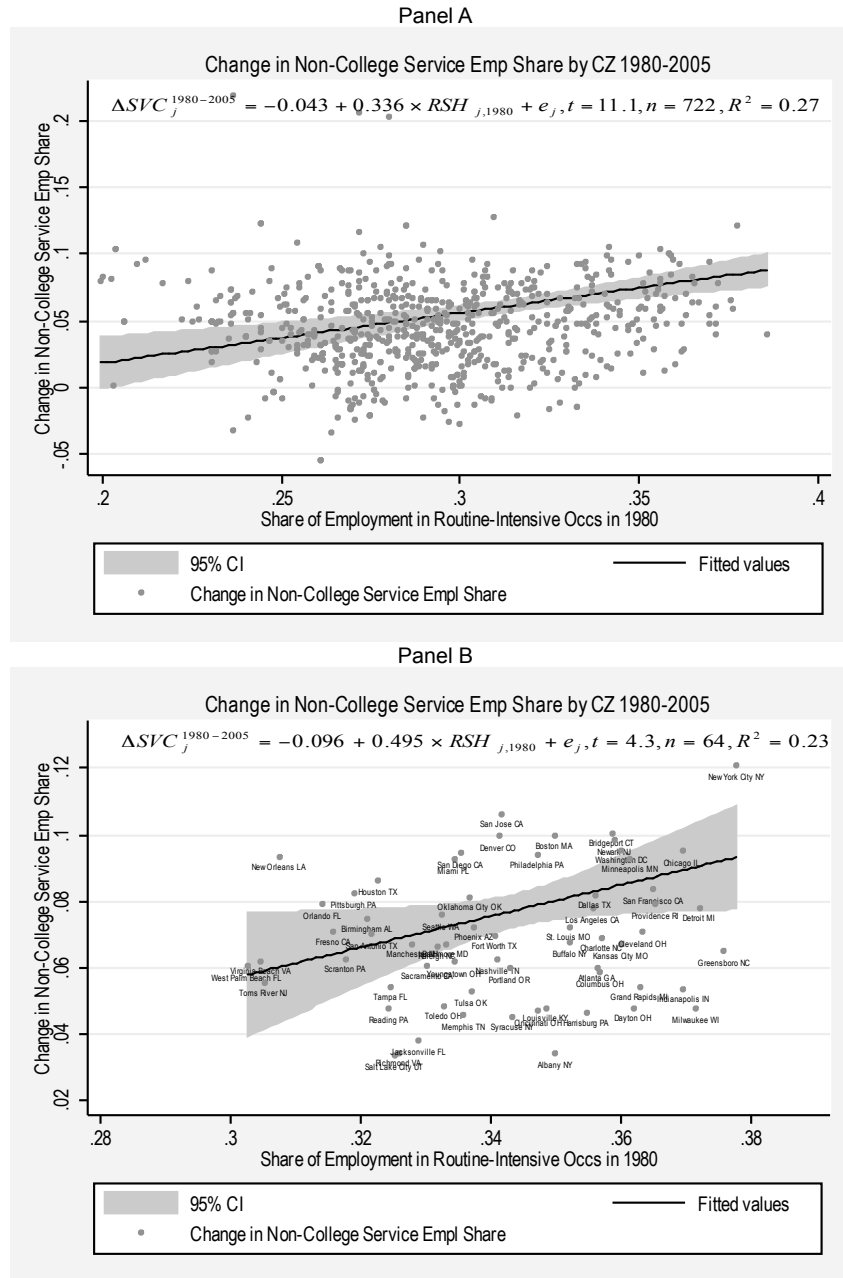 Panel A
Change in Non-College Service Emp Share by CZ 1980-2005
ΔSVC j 1980−2005 = −0.043 + 0.336 × RSH j,1980 + e j , t = 11.1, n = 722, R² = 0.27
Change in Non-College Service Emp Share
.2
.15
.1
.05
0
-.05
.2 .25 .3 .35 .4
Share of Employment in Routine-Intensive Occs in 1980
95% CI Fitted values
Change in Non-College Service Empl Share
Panel B
Change in Non-College Service Emp Share by CZ 1980-2005
ΔSVC j 1980−2005 = −0.096 + 0.495 × RSH j,1980 + e j , t = 4.3, n = 64, R² = 0.23
Change in Non-College Service Emp Share
.12
.1
.08
.06
.04
.02
New York City NY
San Jose CA
Denver CO
Boston MA
Bridgeport CT
Newark NJ
Washington DC
Minneapolis MN
Chicago IL
Philadelphia PA
San Diego CA
Miami FL
New Orleans LA
Houston TX
Pittsburgh PA
Orlando FL
Oklahoma City OK
Dallas TX
San Francisco CA
Providence RI
Detroit MI
Birmingham AL
Seattle WA
Los Angeles CA
Fresno CA
San Antonio TX
Phoenix AZ
St. Louis MO
Fort Worth TX
Charlotte NC
Cleveland OH
Buffalo NY
Kansas City MO
Greensboro NC
Virginia Beach VA
West Palm Beach FL
Toms River NJ
Scranton PA
Sacramento CA
Youngstown OH
Nashville TN
Portland OR
Atlanta GA
Columbus OH
Grand Rapids MI
Indianapolis IN
Tampa FL
Reading PA
Tulsa OK
Toledo OH
Memphis TN
Syracuse NY
Louisville KY
Cincinnati OH
Harrisburg PA
Dayton OH
Milwaukee WI
Jacksonville FL
Richmond VA
Salt Lake City UT
Albany NY
.28 .3 .32 .34 .36 .38
Share of Employment in Routine-Intensive Occs in 1980
95% CI Fitted values
Change in Non-College Service Empl Share